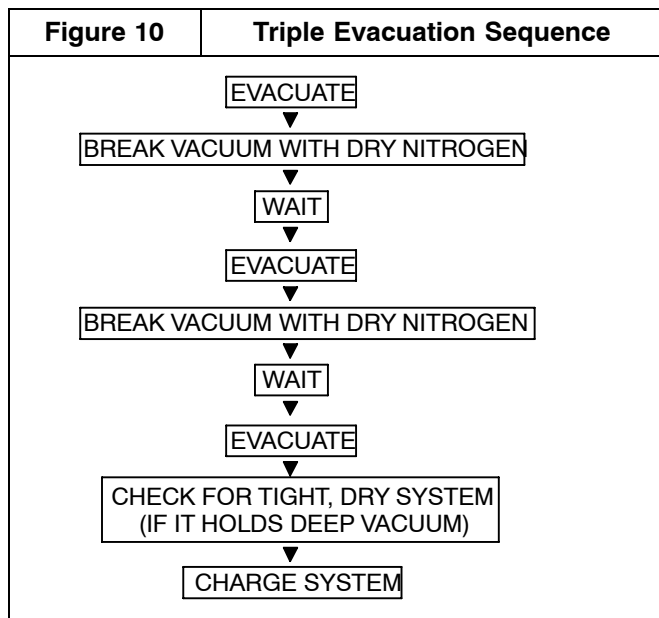 Figure 10
Triple Evacuation Sequence
EVACUATE
BREAK VACUUM WITH DRY NITROGEN
WAIT
EVACUATE
BREAK VACUUM WITH DRY NITROGEN
WAIT
EVACUATE
CHECK FOR TIGHT, DRY SYSTEM
(IF IT HOLDS DEEP VACUUM)
CHARGE SYSTEM